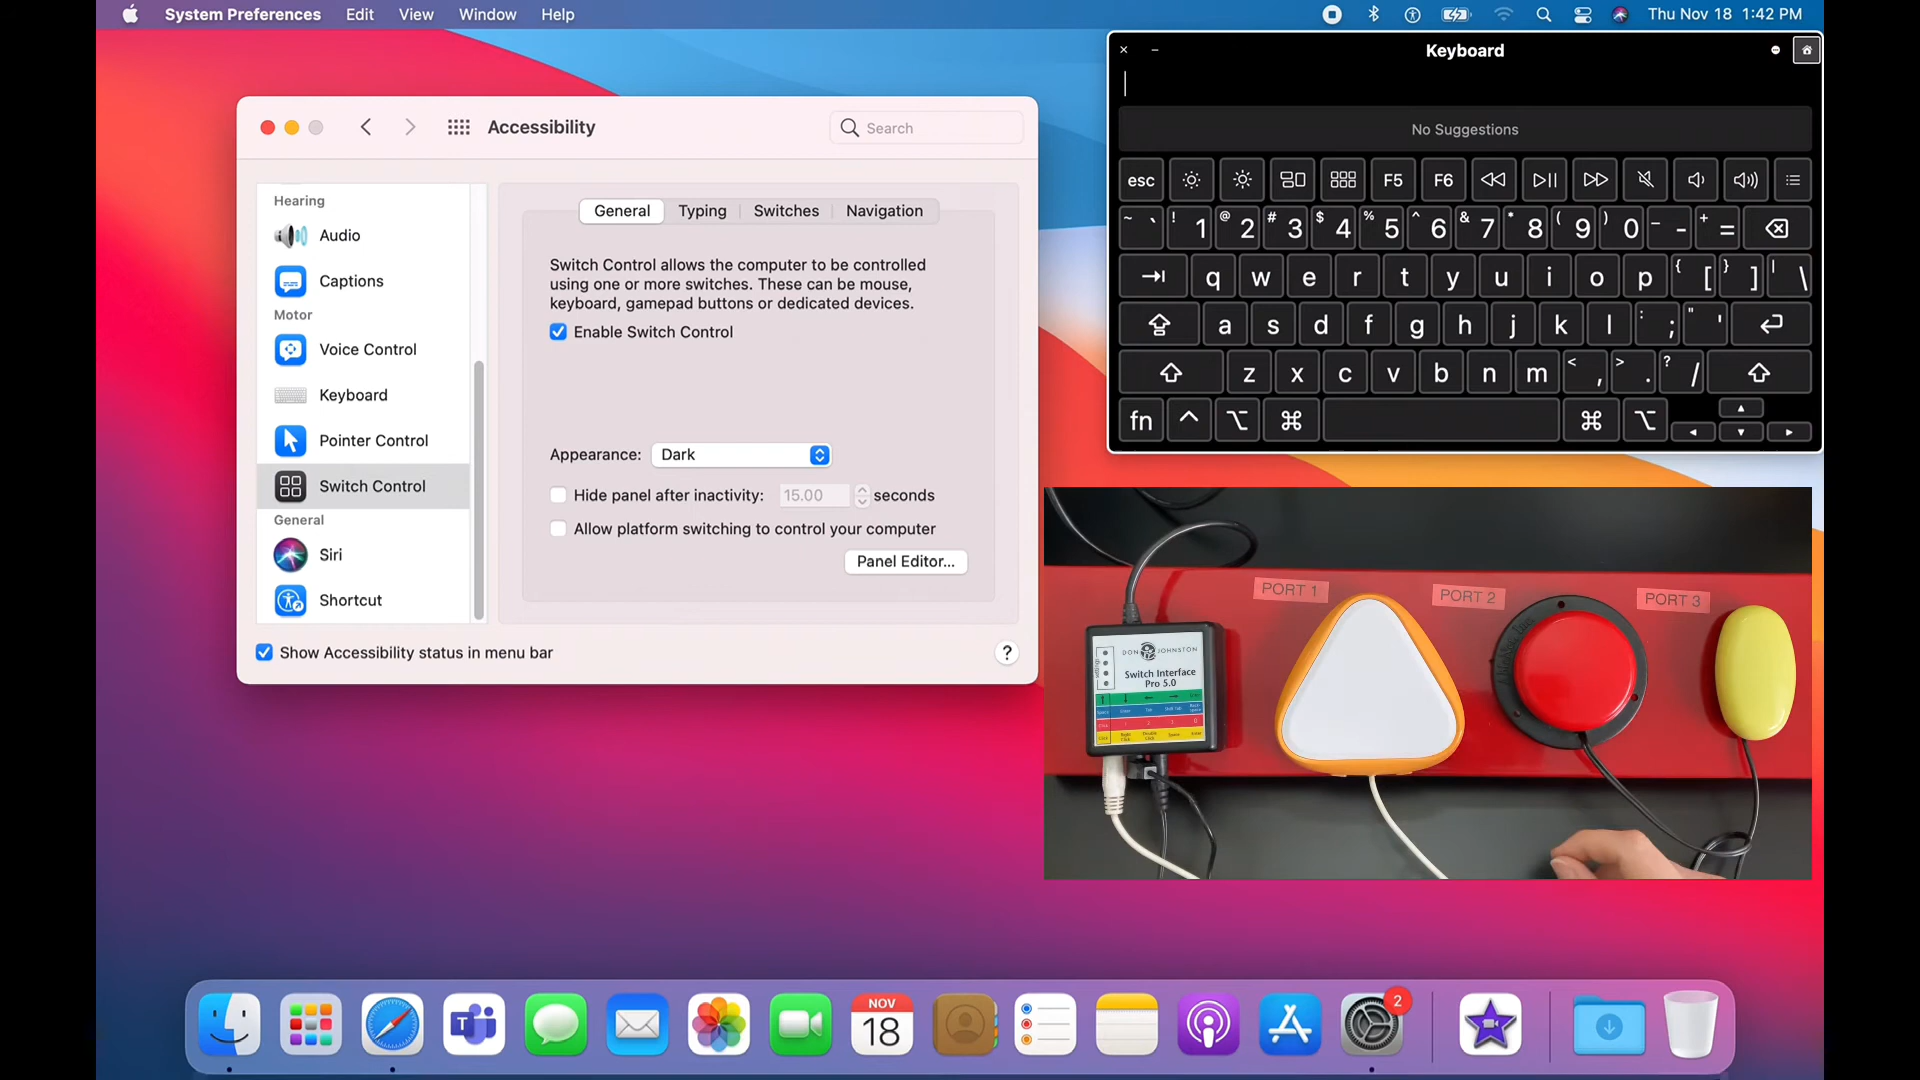 System Preferences Edit View Window Help
Thu Nov 18 1:42 PM
Accessibility
Search
Hearing
Audio
Captions
Motor
Voice Control
Keyboard
Pointer Control
Switch Control
General
Siri
Shortcut
General Typing Switches Navigation
Switch Control allows the computer to be controlled
using one or more switches. These can be mouse,
keyboard, gamepad buttons or dedicated devices.
Enable Switch Control
Appearance: Dark
Hide panel after inactivity: 15.00 seconds
Allow platform switching to control your computer
Panel Editor...
Show Accessibility status in menu bar
?
Keyboard
No Suggestions
esc F5 F6
~ ` ! 1 @ 2 # 3 $ 4 % 5 ^ 6 & 7 * 8 ( 9 ) 0 _ - + =
q w e r t y u i o p { [ } ] | \
a s d f g h j k l : ; " '
z x c v b n m < , > . ? /
fn ^ ⌥ ⌘ ⌘ ⌥
PORT 1
PORT 2
PORT 3
DON JOHNSTON
Switch Interface
Pro 5.0
NOV
18
2